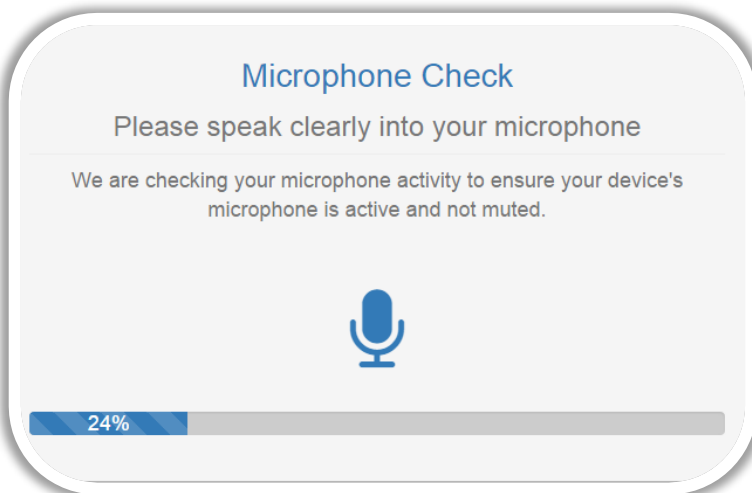 Microphone Check
Please speak clearly into your microphone
We are checking your microphone activity to ensure your device's
microphone is active and not muted.
24%